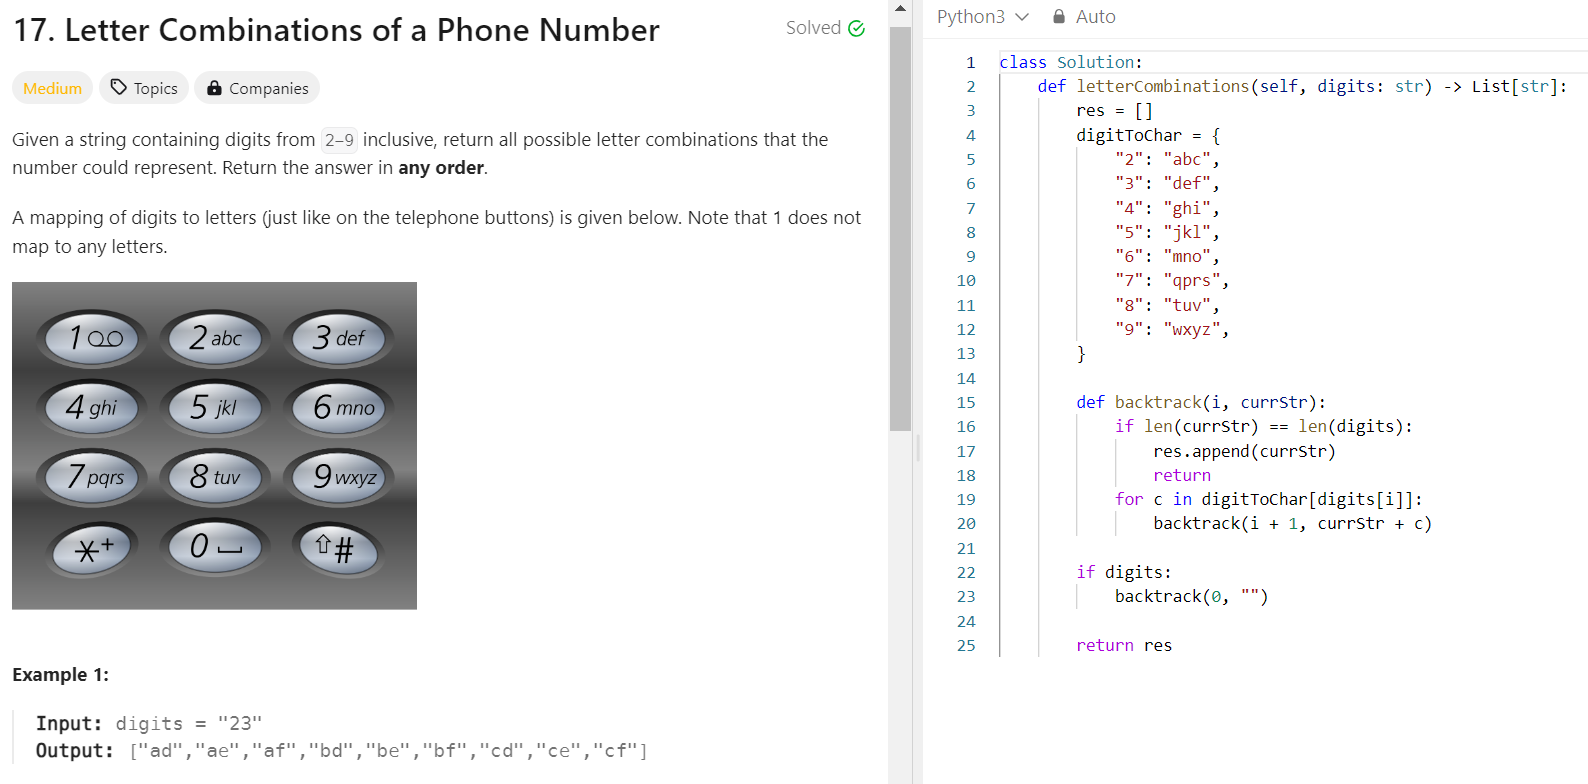 17. Letter Combinations of a Phone Number
Solved
Medium
Topics
Companies
Given a string containing digits from 2-9 inclusive, return all possible letter combinations that the
number could represent. Return the answer in any order.
A mapping of digits to letters (just like on the telephone buttons) is given below. Note that 1 does not
map to any letters.
1
2 abc
3 def
4 ghi
5 jkl
6 mno
7 pqrs
8 tuv
9 wxyz
*+
0
#
Example 1:
Input: digits = "23"
Output: ["ad","ae","af","bd","be","bf","cd","ce","cf"]
Python3
Auto
1 class Solution:
2     def letterCombinations(self, digits: str) -> List[str]:
3         res = []
4         digitToChar = {
5             "2": "abc",
6             "3": "def",
7             "4": "ghi",
8             "5": "jkl",
9             "6": "mno",
10             "7": "qprs",
11             "8": "tuv",
12             "9": "wxyz",
13         }
14
15         def backtrack(i, currStr):
16             if len(currStr) == len(digits):
17                 res.append(currStr)
18                 return
19             for c in digitToChar[digits[i]]:
20                 backtrack(i + 1, currStr + c)
21
22         if digits:
23             backtrack(0, "")
24
25         return res